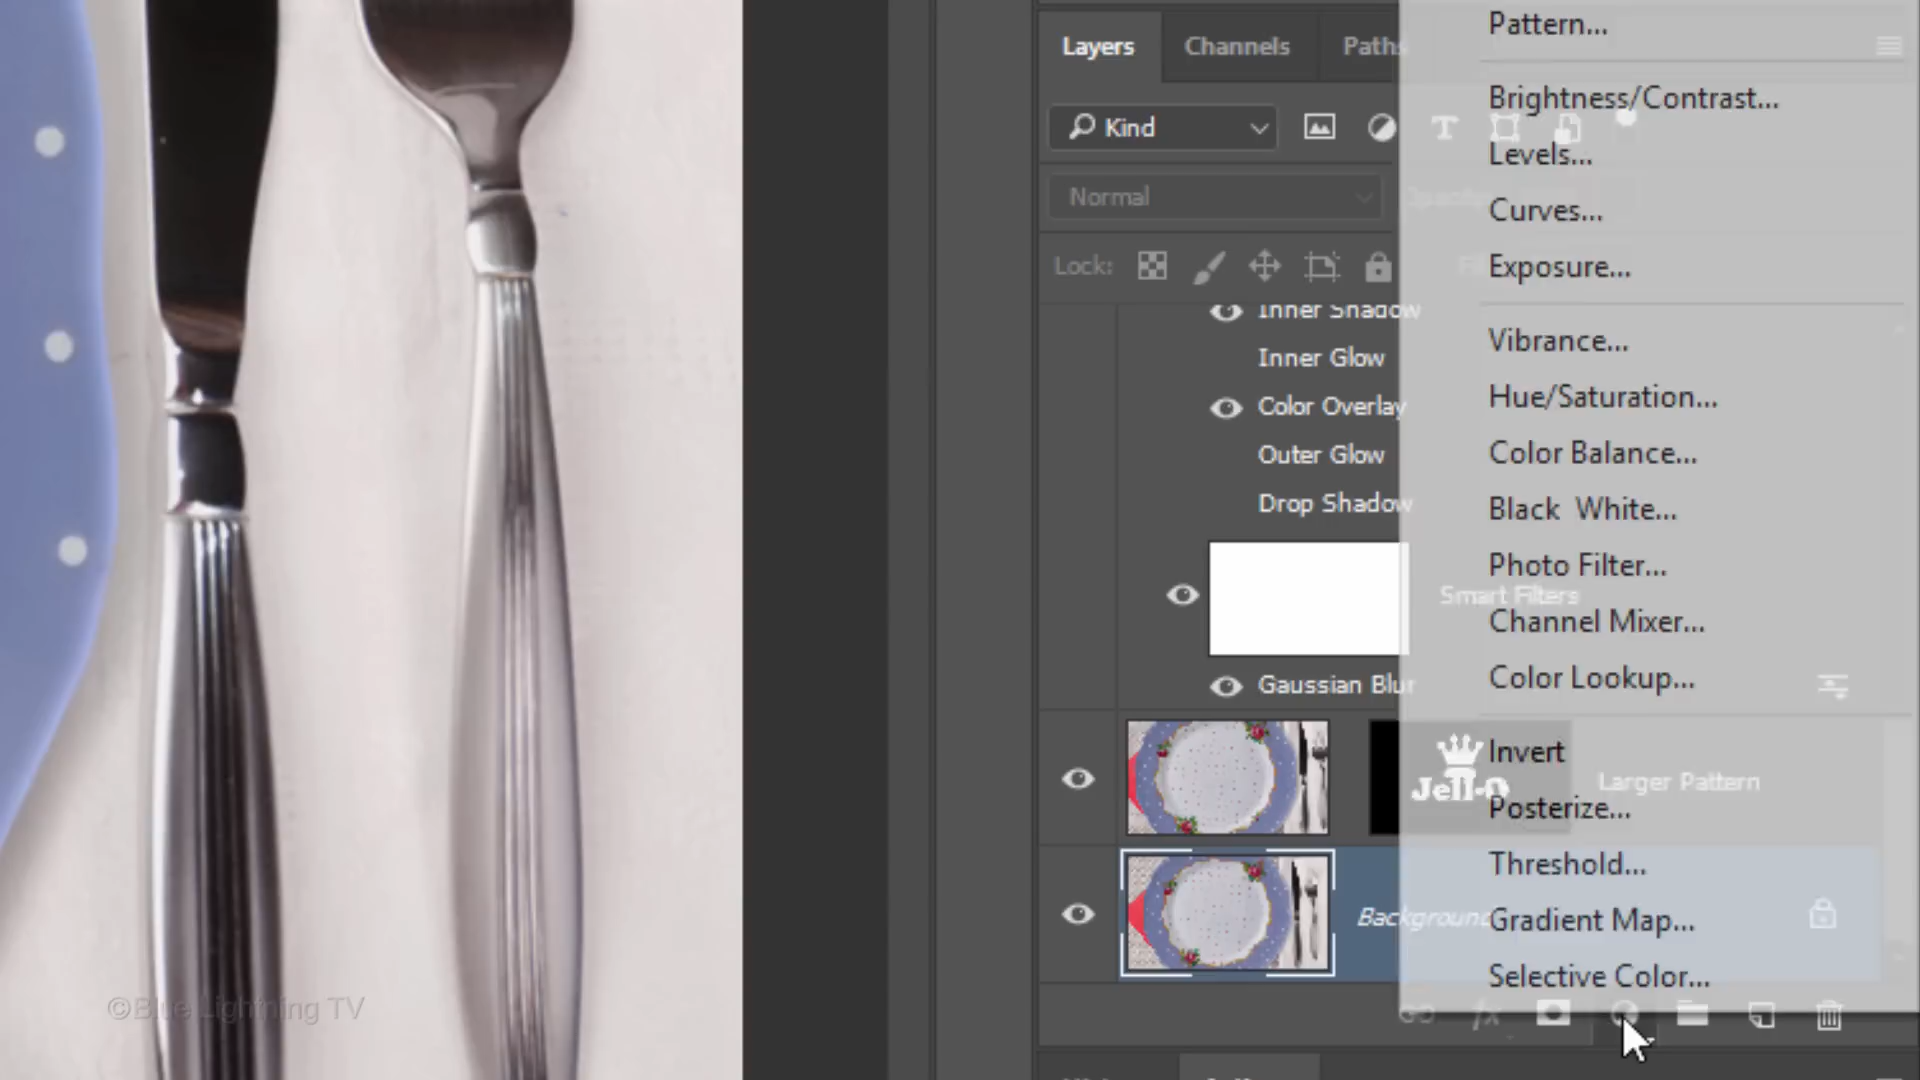 Pattern...
Layers Channels Paths
Brightness/Contrast...
Kind
Levels...
Normal
Curves...
Lock:
Exposure...
Inner Shadow
Vibrance...
Inner Glow
Hue/Saturation...
Color Overlay
Color Balance...
Outer Glow
Drop Shadow
Black  White...
Photo Filter...
Smart Filters
Channel Mixer...
Gaussian Blur
Color Lookup...
Invert
Jell-O
Larger Pattern
Posterize...
Threshold...
Background
Gradient Map...
Selective Color...
©Blue Lightning TV
fx